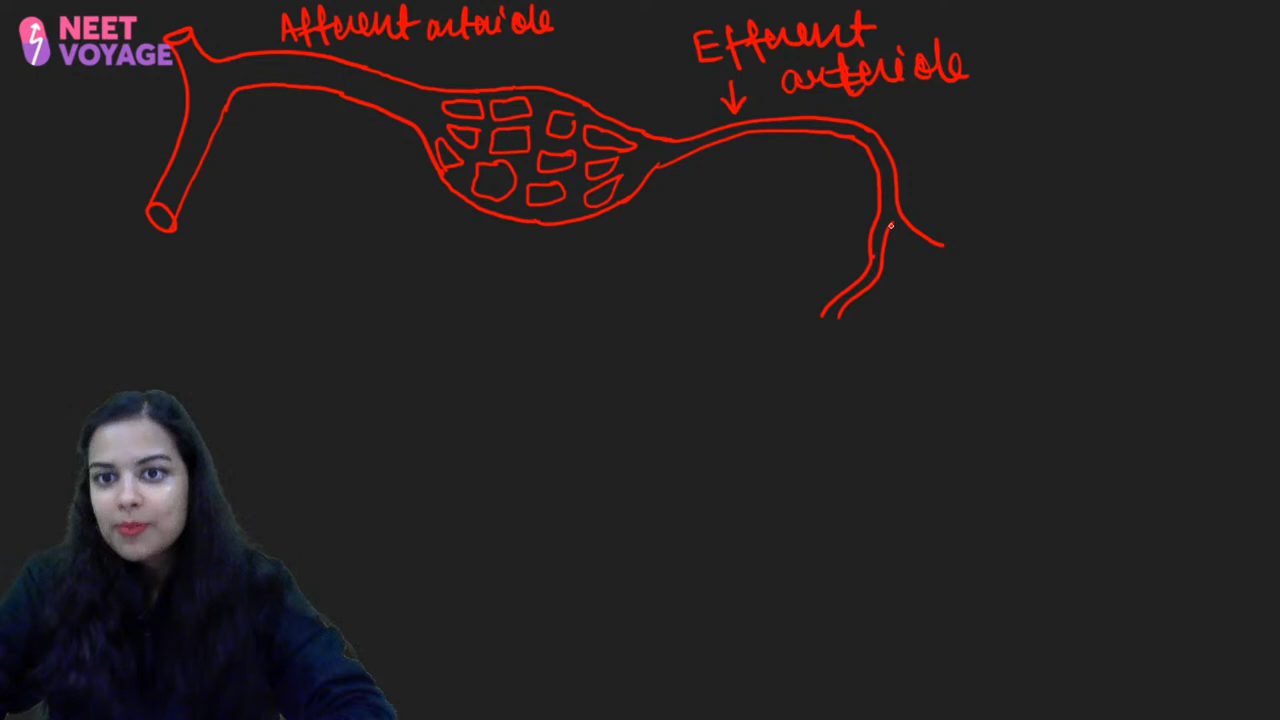 NEET
VOYAGE
Afferent arteriole
Efferent
arteriole